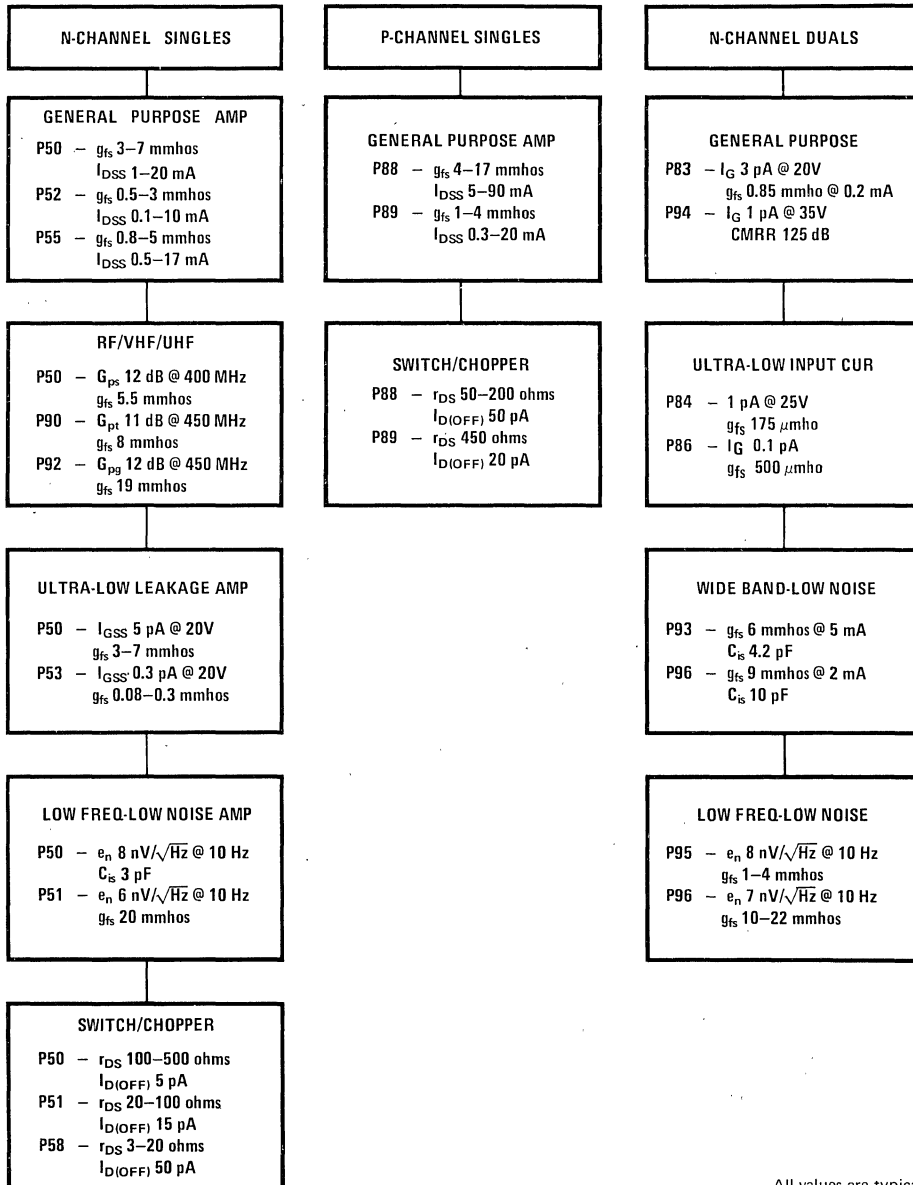 N-CHANNEL SINGLES
GENERAL PURPOSE AMP
P50 – gfs 3–7 mmhos
IDSS 1–20 mA
P52 – gfs 0.5–3 mmhos
IDSS 0.1–10 mA
P55 – gfs 0.8–5 mmhos
IDSS 0.5–17 mA
RF/VHF/UHF
P50 – Gps 12 dB @ 400 MHz
gfs 5.5 mmhos
P90 – Gpt 11 dB @ 450 MHz
gfs 8 mmhos
P92 – Gpg 12 dB @ 450 MHz
gfs 19 mmhos
ULTRA-LOW LEAKAGE AMP
P50 – IGSS 5 pA @ 20V
gfs 3–7 mmhos
P53 – IGSS 0.3 pA @ 20V
gfs 0.08–0.3 mmhos
LOW FREQ-LOW NOISE AMP
P50 – en 8 nV/√Hz @ 10 Hz
Cis 3 pF
P51 – en 6 nV/√Hz @ 10 Hz
gfs 20 mmhos
SWITCH/CHOPPER
P50 – rDS 100–500 ohms
ID(OFF) 5 pA
P51 – rDS 20–100 ohms
ID(OFF) 15 pA
P58 – rDS 3–20 ohms
ID(OFF) 50 pA
P-CHANNEL SINGLES
GENERAL PURPOSE AMP
P88 – gfs 4–17 mmhos
IDSS 5–90 mA
P89 – gfs 1–4 mmhos
IDSS 0.3–20 mA
SWITCH/CHOPPER
P88 – rDS 50–200 ohms
ID(OFF) 50 pA
P89 – rDS 450 ohms
ID(OFF) 20 pA
N-CHANNEL DUALS
GENERAL PURPOSE
P83 – IG 3 pA @ 20V
gfs 0.85 mmho @ 0.2 mA
P94 – IG 1 pA @ 35V
CMRR 125 dB
ULTRA-LOW INPUT CUR
P84 – 1 pA @ 25V
gfs 175 μmho
P86 – IG 0.1 pA
gfs 500 μmho
WIDE BAND-LOW NOISE
P93 – gfs 6 mmhos @ 5 mA
Cis 4.2 pF
P96 – gfs 9 mmhos @ 2 mA
Cis 10 pF
LOW FREQ-LOW NOISE
P95 – en 8 nV/√Hz @ 10 Hz
gfs 1–4 mmhos
P96 – en 7 nV/√Hz @ 10 Hz
gfs 10–22 mmhos
All values are